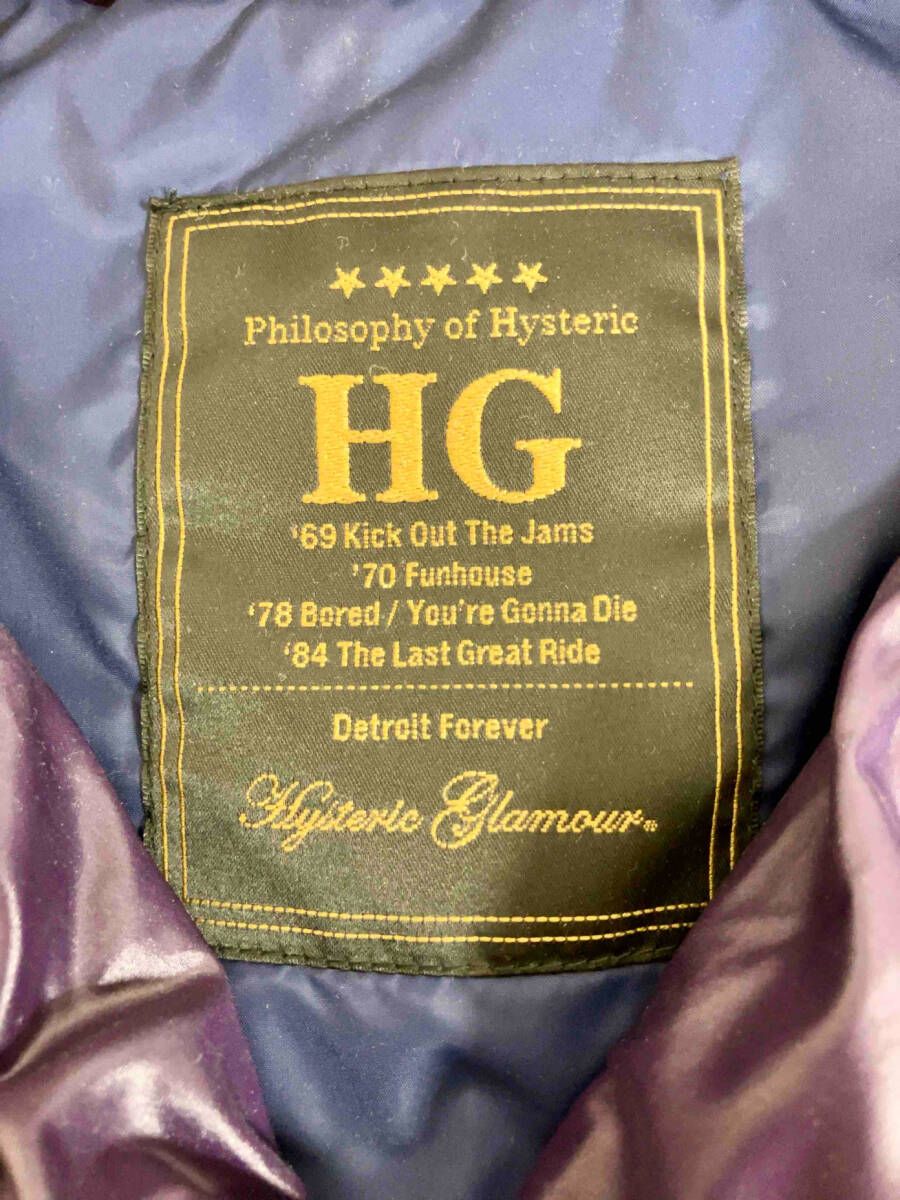 Philosophy of Hysteric
HG
'69 Kick Out The Jams
'70 Funhouse
'78 Bored / You're Gonna Die
'84 The Last Great Ride
Detroit Forever
Hysteric Glamour®